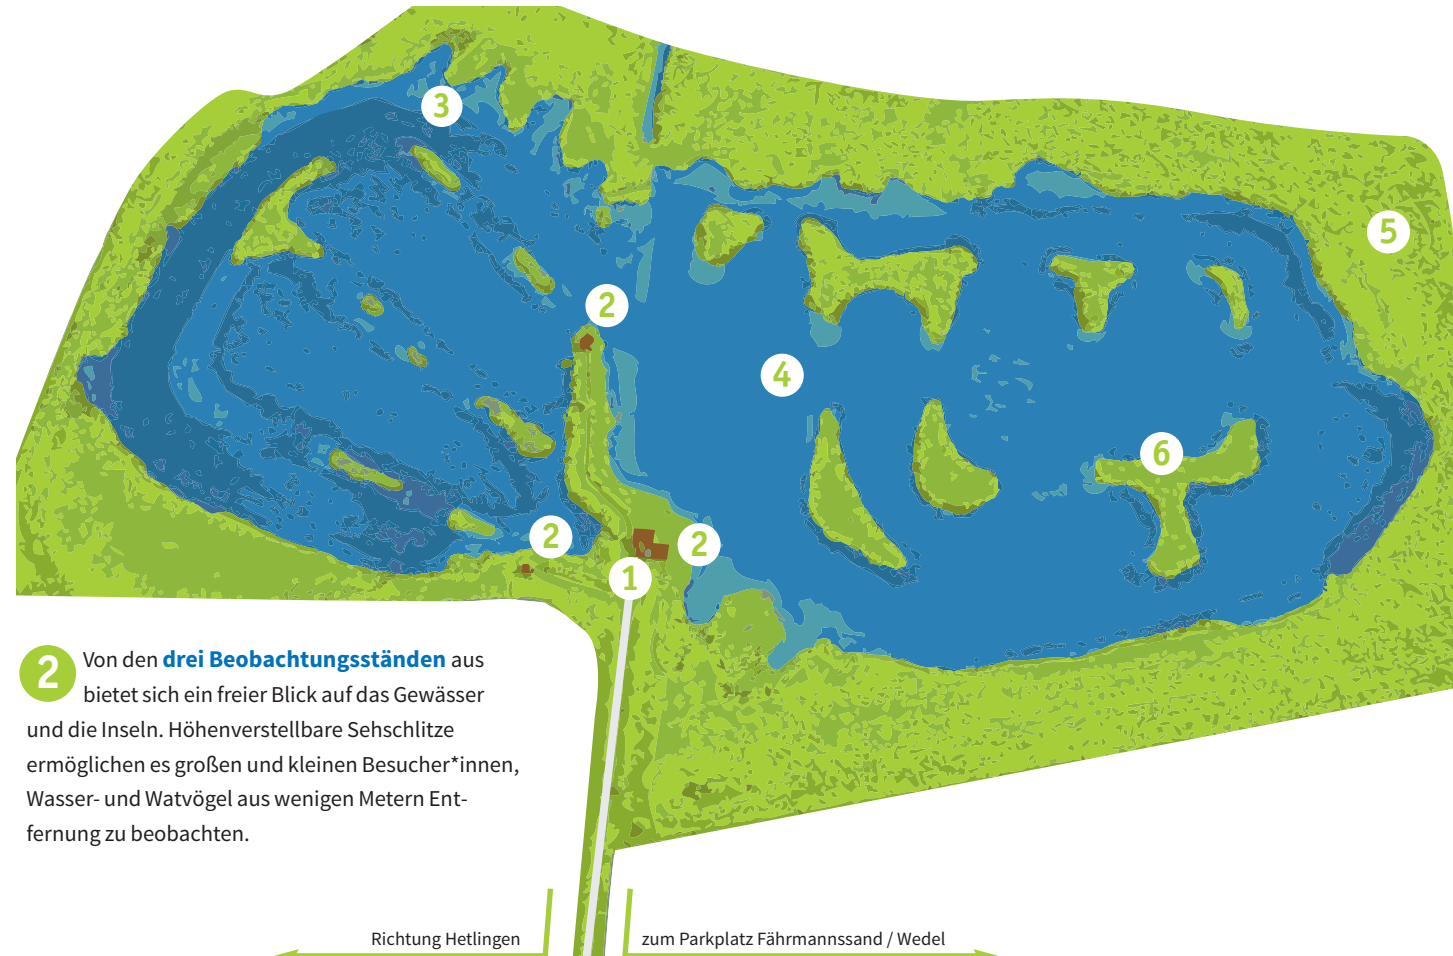 3
5
2
4
6
2
2
1
2 Von den drei Beobachtungsständen aus
bietet sich ein freier Blick auf das Gewässer
und die Inseln. Höhenverstellbare Sehschlitze
ermöglichen es großen und kleinen Besucher*innen,
Wasser- und Watvögel aus wenigen Metern Ent-
fernung zu beobachten.
Richtung Hetlingen
zum Parkplatz Fährmannssand / Wedel